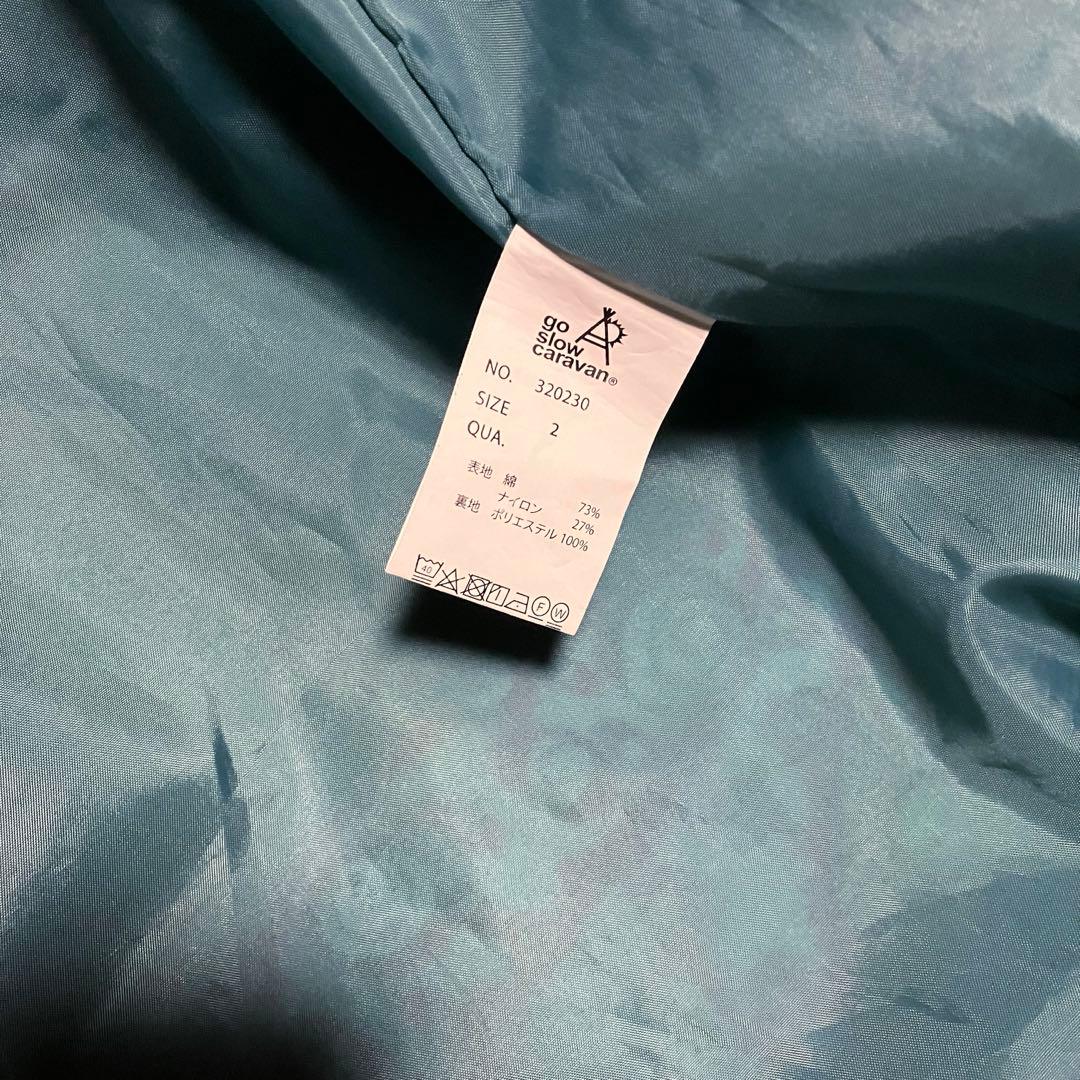 go
slow
caravan®
NO. 320230
SIZE 2
QUA.
表地 綿 73%
ナイロン 27%
裏地 ポリエステル 100%
40
F W